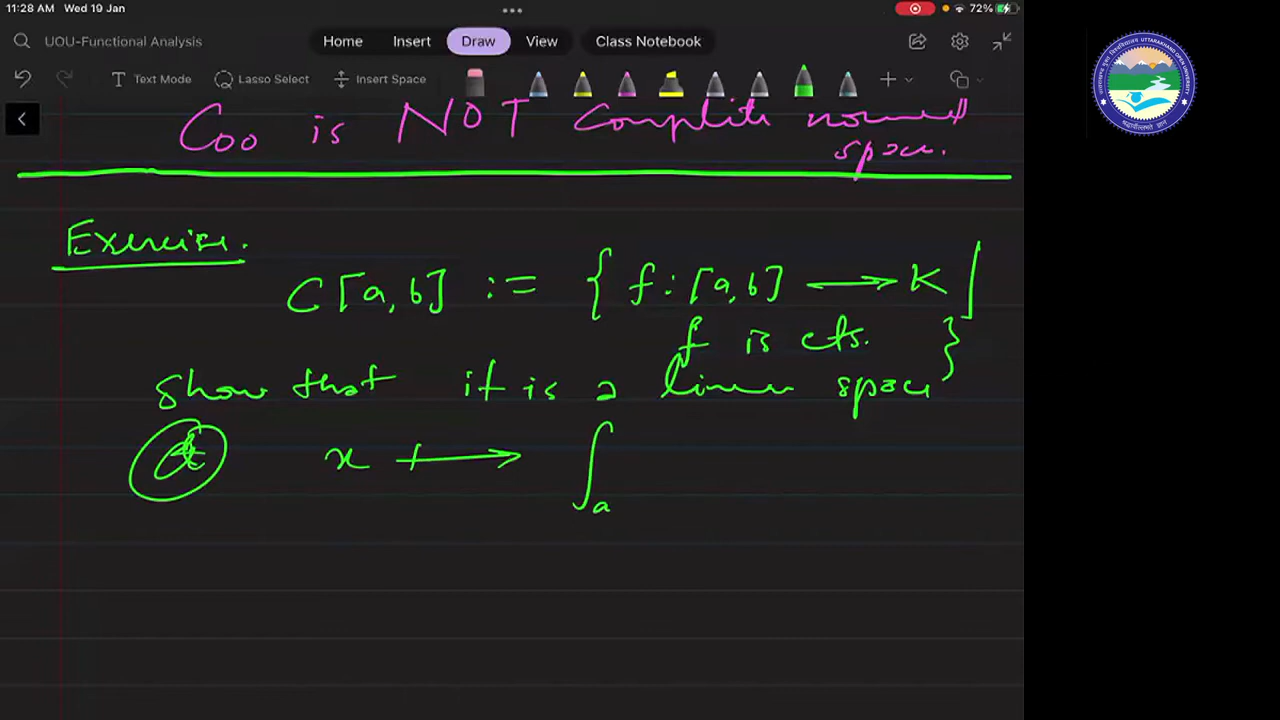 11:28 AM Wed 19 Jan
72%
UOU-Functional Analysis
Home Insert Draw View Class Notebook
Text Mode Lasso Select Insert Space
C00 is NOT Complete normed
space.
Exercise.
C[a, b] := { f : [a, b] ⟶ K |
f is cts. }
Show that it is a linear space
x ⟼ ∫a